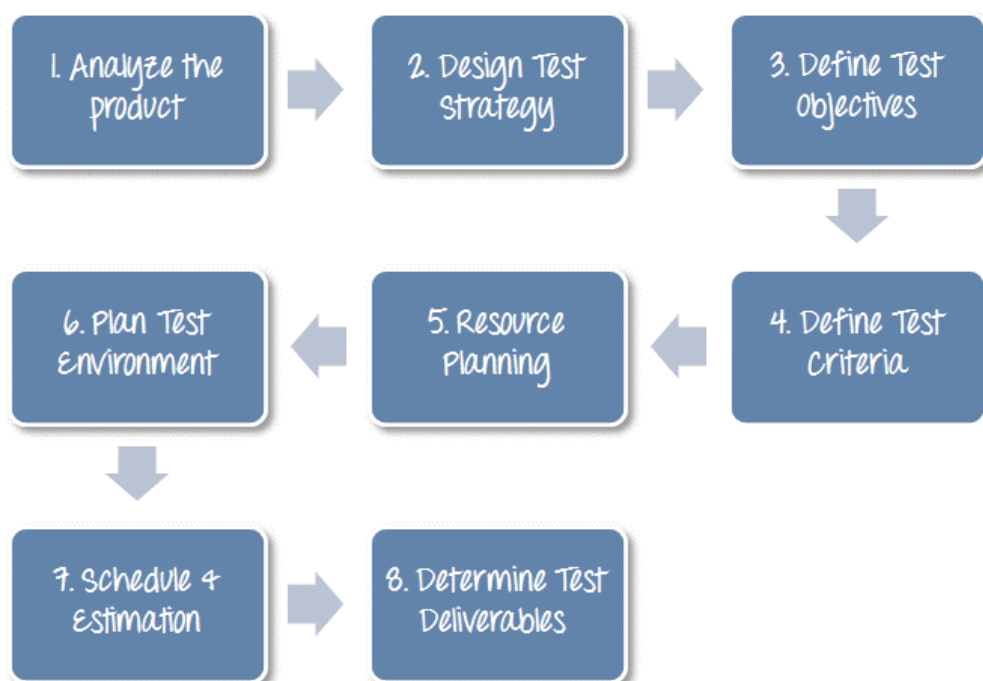 1. Analyze the
product
2. Design Test
Strategy
3. Define Test
Objectives
4. Define Test
Criteria
5. Resource
Planning
6. Plan Test
Environment
7. Schedule &
Estimation
8. Determine Test
Deliverables